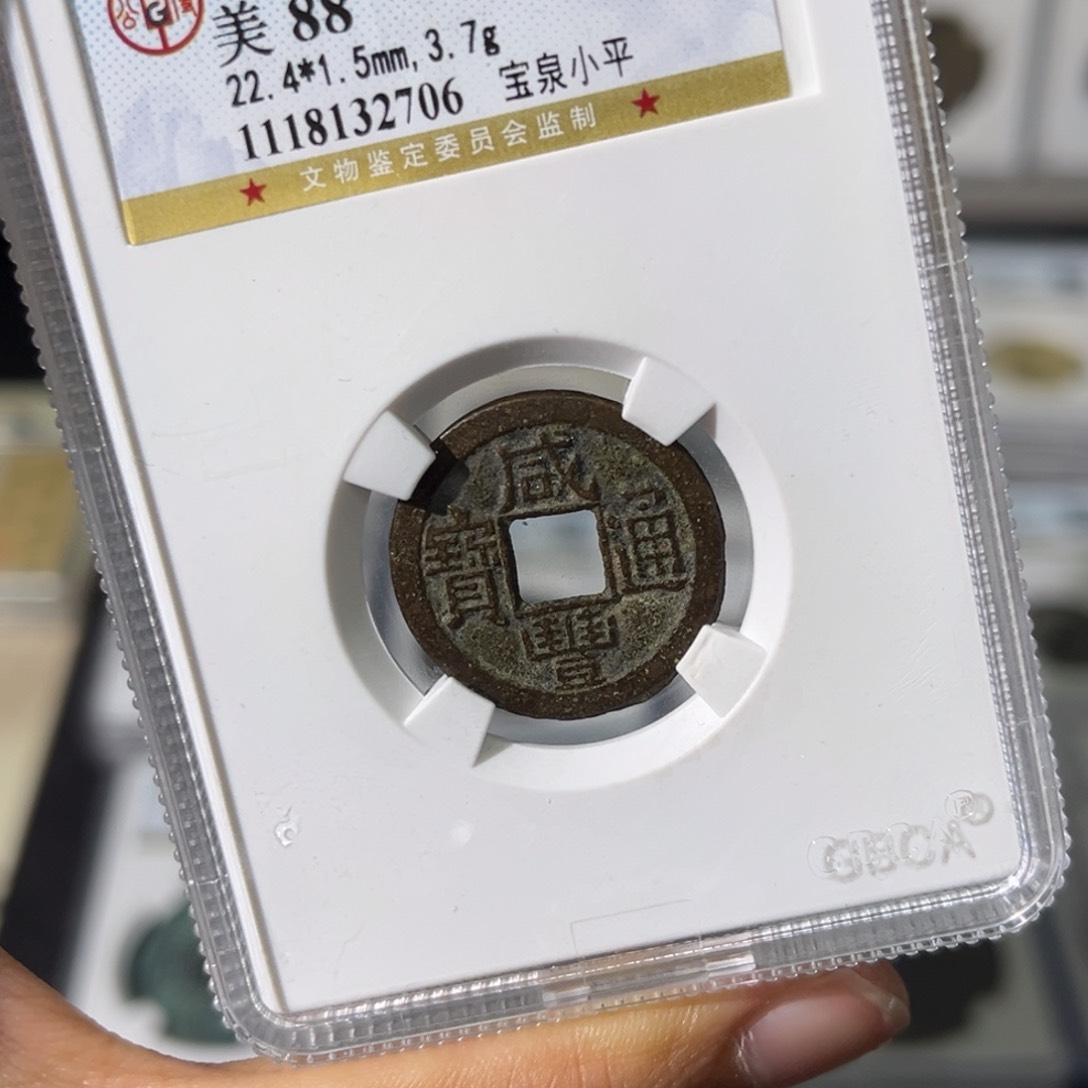 美 88
22.4*1.5mm, 3.7g
宝泉小平
1118132706
★ 文物鉴定委员会监制 ★
咸
豐
通
寶
GBCA®